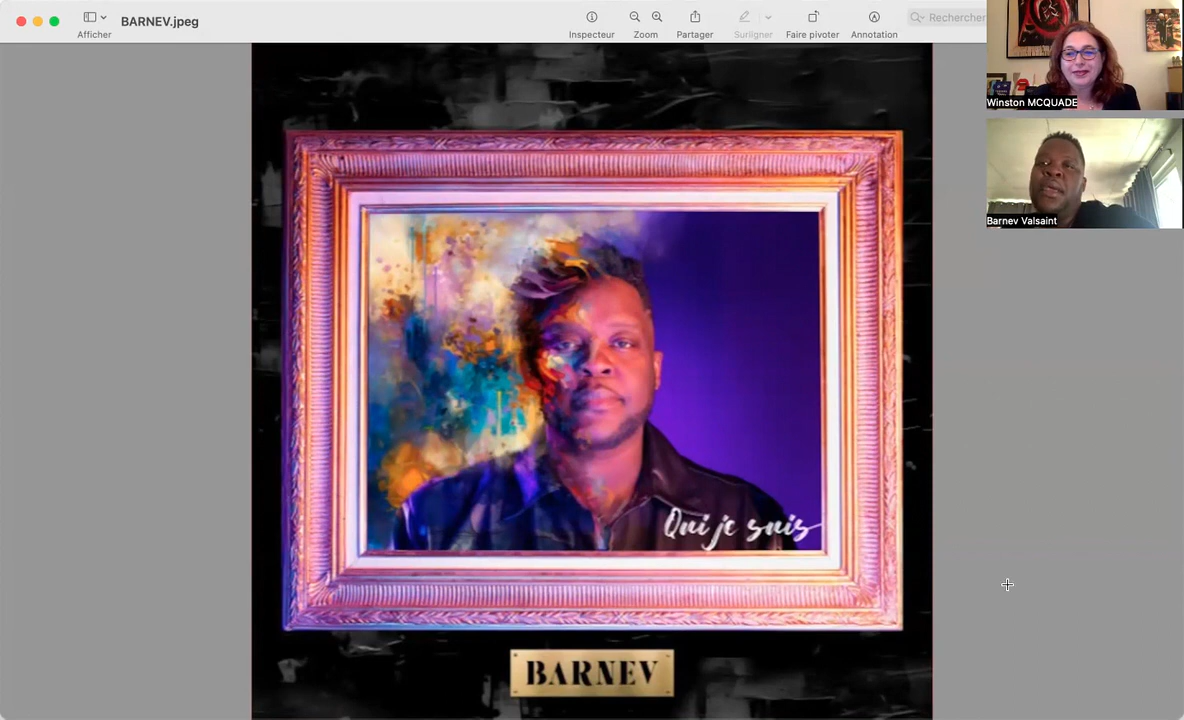 BARNEV.jpeg
Afficher
Inspecteur
Zoom
Partager
Surligner
Faire pivoter
Annotation
Rechercher
Winston MCQUADE
Barnev Valsaint
Qui je suis
BARNEV